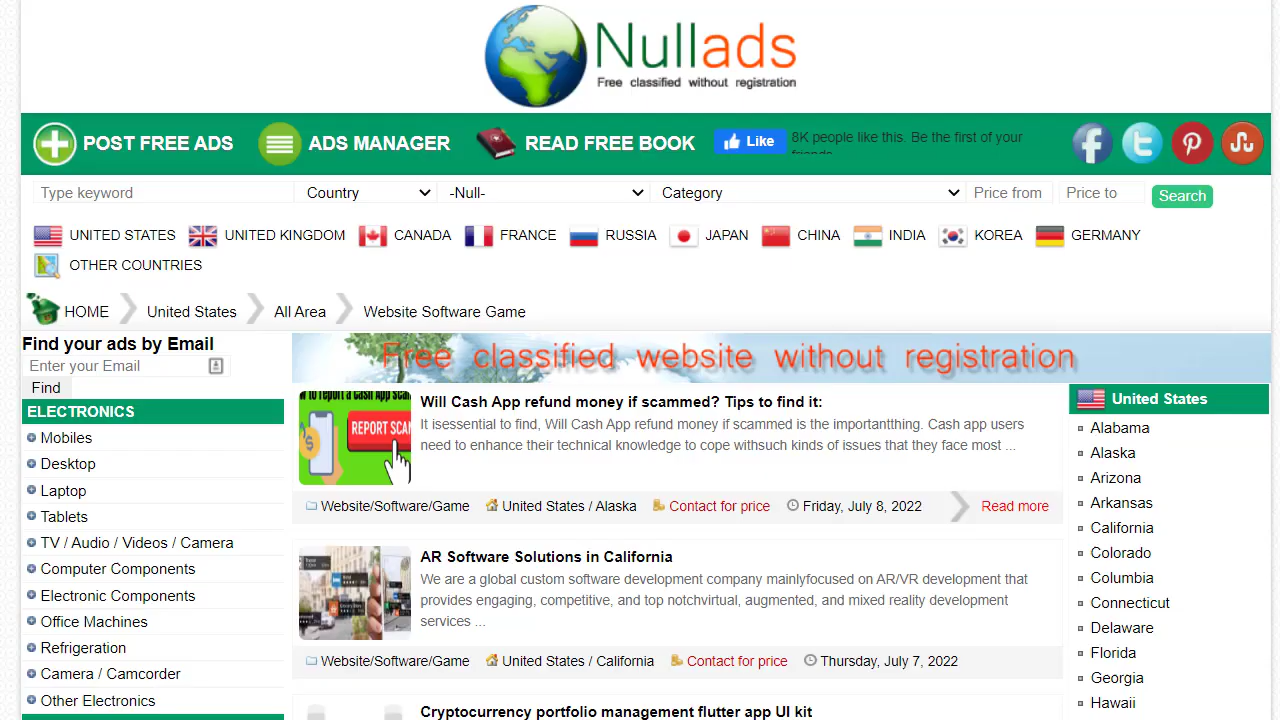 Nullads
Free classified without registration
POST FREE ADS
ADS MANAGER
READ FREE BOOK
Like
8K people like this. Be the first of your
friends.
Type keyword
Country
-Null-
Category
Price from
Price to
Search
UNITED STATES
UNITED KINGDOM
CANADA
FRANCE
RUSSIA
JAPAN
CHINA
INDIA
KOREA
GERMANY
OTHER COUNTRIES
HOME
United States
All Area
Website Software Game
Find your ads by Email
Enter your Email
Find
ELECTRONICS
Mobiles
Desktop
Laptop
Tablets
TV / Audio / Videos / Camera
Computer Components
Electronic Components
Office Machines
Refrigeration
Camera / Camcorder
Other Electronics
Free classified website without registration
REPORT SCAM
Will Cash App refund money if scammed? Tips to find it:
It isessential to find, Will Cash App refund money if scammed is the importantthing. Cash app users
need to enhance their technical knowledge to cope withsuch kinds of issues that they face most ...
Website/Software/Game
United States / Alaska
Contact for price
Friday, July 8, 2022
Read more
AR Software Solutions in California
We are a global custom software development company mainlyfocused on AR/VR development that
provides engaging, competitive, and top notchvirtual, augmented, and mixed reality development
services ...
Website/Software/Game
United States / California
Contact for price
Thursday, July 7, 2022
Cryptocurrency portfolio management flutter app UI kit
United States
Alabama
Alaska
Arizona
Arkansas
California
Colorado
Columbia
Connecticut
Delaware
Florida
Georgia
Hawaii